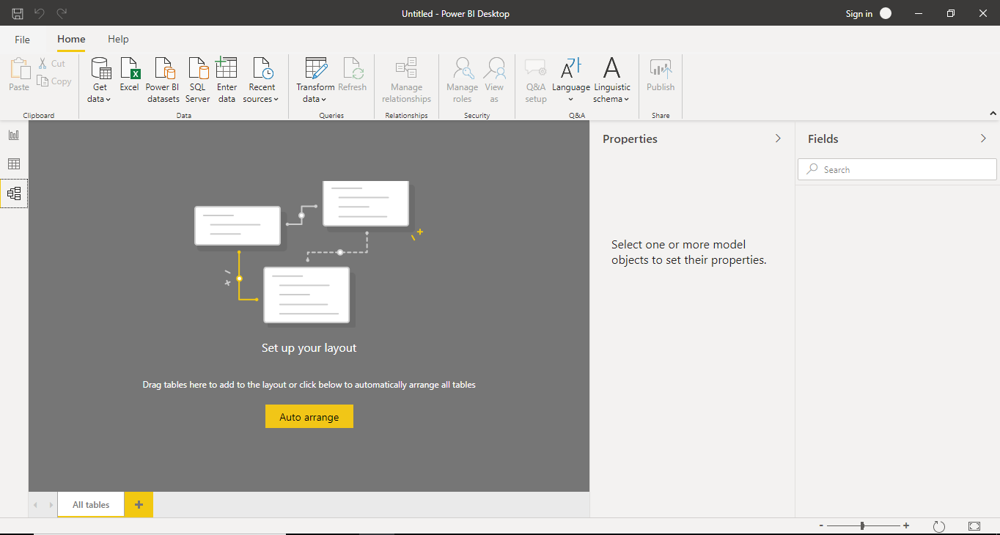 Untitled - Power BI Desktop
Sign in
File Home Help
Paste
Cut
Copy
Clipboard
Get
data
Excel
Power BI
datasets
SQL
Server
Enter
data
Recent
sources
Data
Transform
data
Refresh
Queries
Manage
relationships
Relationships
Manage
roles
View
as
Security
Q&A
setup
Language
Linguistic
schema
Q&A
Publish
Share
Set up your layout
Drag tables here to add to the layout or click below to automatically arrange all tables
Auto arrange
Properties
Select one or more model
objects to set their properties.
Fields
Search
All tables